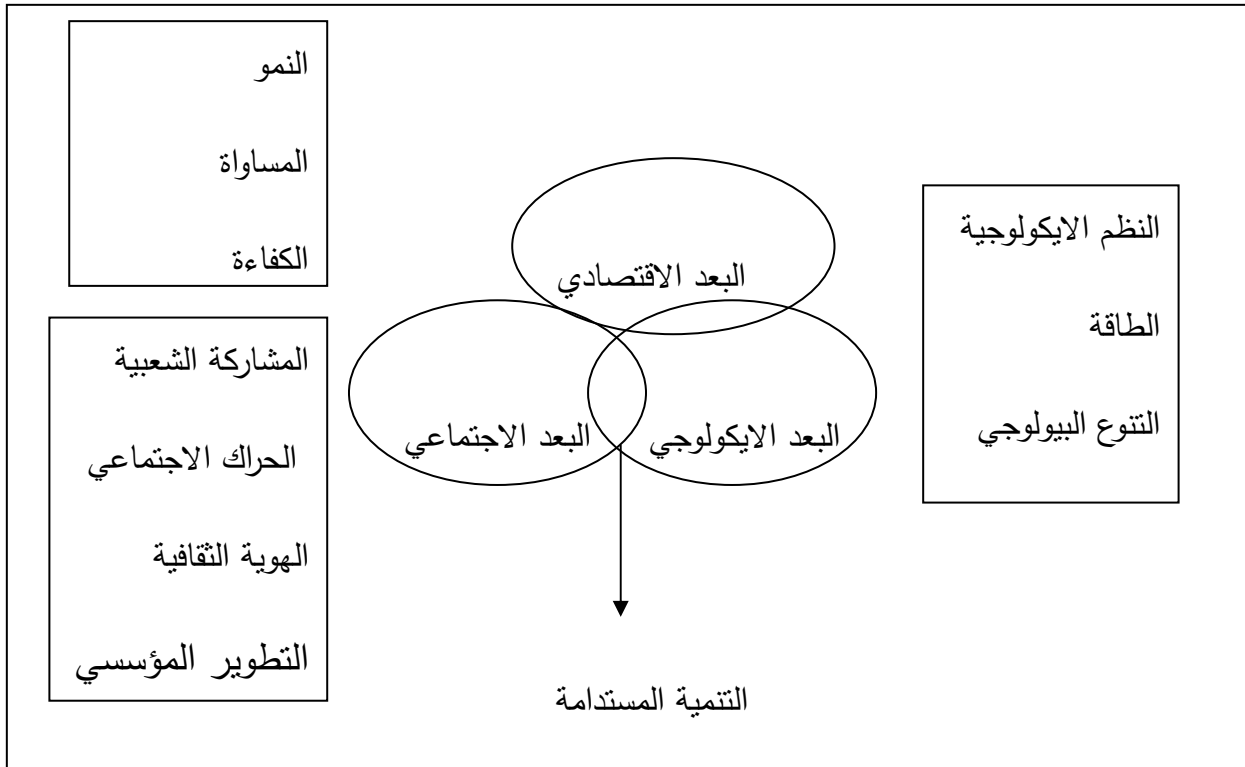 النمو
المساواة
الكفاءة
النظم الايكولوجية
الطاقة
التنوع البيولوجي
البعد الاقتصادي
البعد الايكولوجي
البعد الاجتماعي
المشاركة الشعبية
الحراك الاجتماعي
الهوية الثقافية
التطوير المؤسسي
التنمية المستدامة